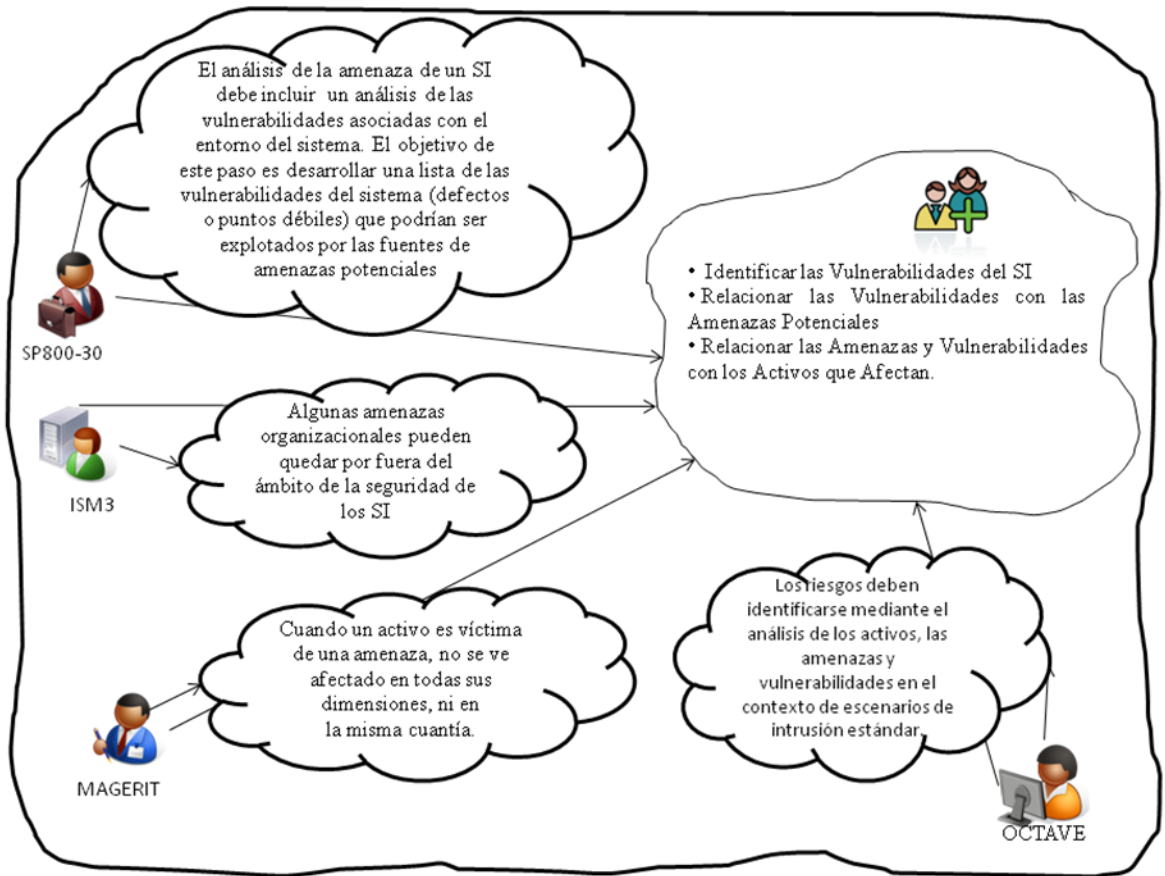 El análisis de la amenaza de un SI
debe incluir un análisis de las
vulnerabilidades asociadas con el
entorno del sistema. El objetivo de
este paso es desarrollar una lista de las
vulnerabilidades del sistema (defectos
o puntos débiles) que podrían ser
explotados por las fuentes de
amenazas potenciales
SP800-30
• Identificar las Vulnerabilidades del SI
• Relacionar las Vulnerabilidades con las
Amenazas Potenciales
• Relacionar las Amenazas y Vulnerabilidades
con los Activos que Afectan.
Algunas amenazas
organizacionales pueden
quedar por fuera del
ámbito de la seguridad de
los SI
ISM3
Cuando un activo es víctima
de una amenaza, no se ve
afectado en todas sus
dimensiones, ni en
la misma cuantía.
MAGERIT
Los riesgos deben
identificarse mediante el
análisis de los activos, las
amenazas y
vulnerabilidades en el
contexto de escenarios de
intrusión estándar.
OCTAVE